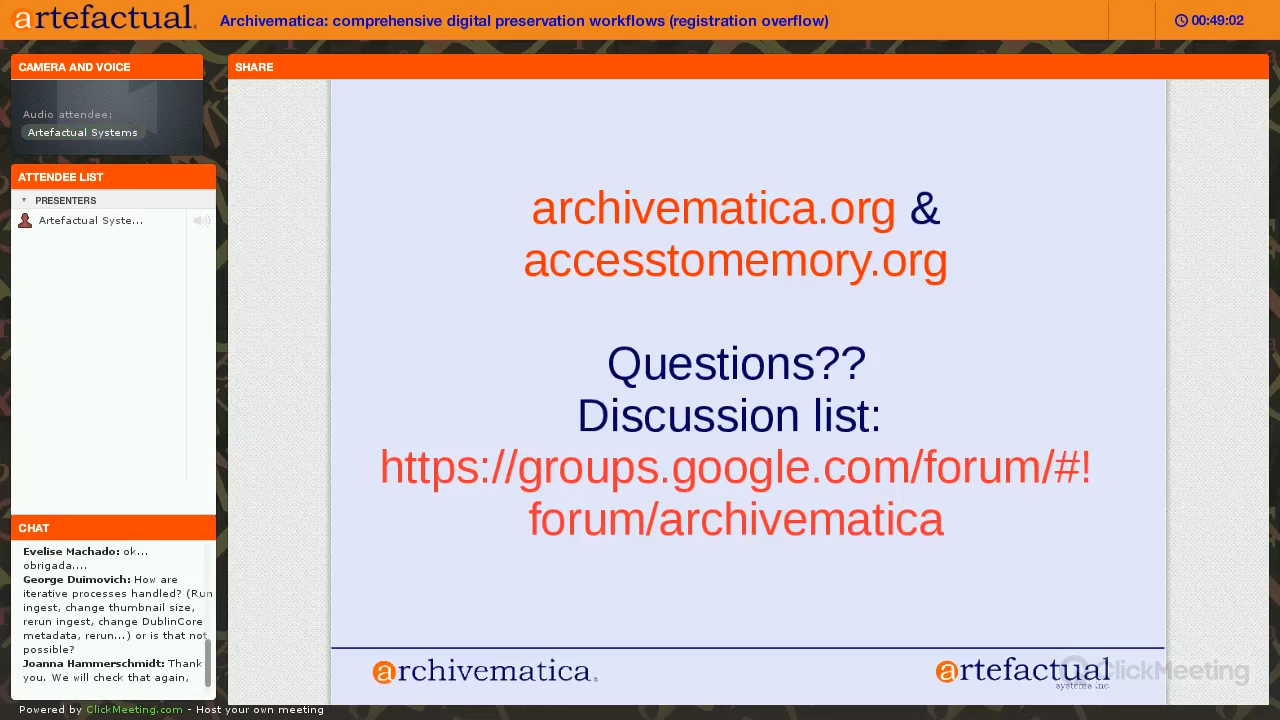 artefactual
Archivematica: comprehensive digital preservation workflows (registration overflow)
00:49:02
CAMERA AND VOICE
Audio attendee:
Artefactual Systems
ATTENDEE LIST
PRESENTERS
Artefactual Syste...
CHAT
Evelise Machado: ok...
obrigada....
George Duimovich: How are
iterative processes handled? (Run
ingest, change thumbnail size,
rerun ingest, change DublinCore
metadata, rerun...) or is that not
possible?
Joanna Hammerschmidt: Thank
you. We will check that again,
SHARE
archivematica.org &
accesstomemory.org
Questions??
Discussion list:
https://groups.google.com/forum/#!
forum/archivematica
archivematica
artefactual
systems inc.
ClickMeeting
Powered by ClickMeeting.com - Host your own meeting